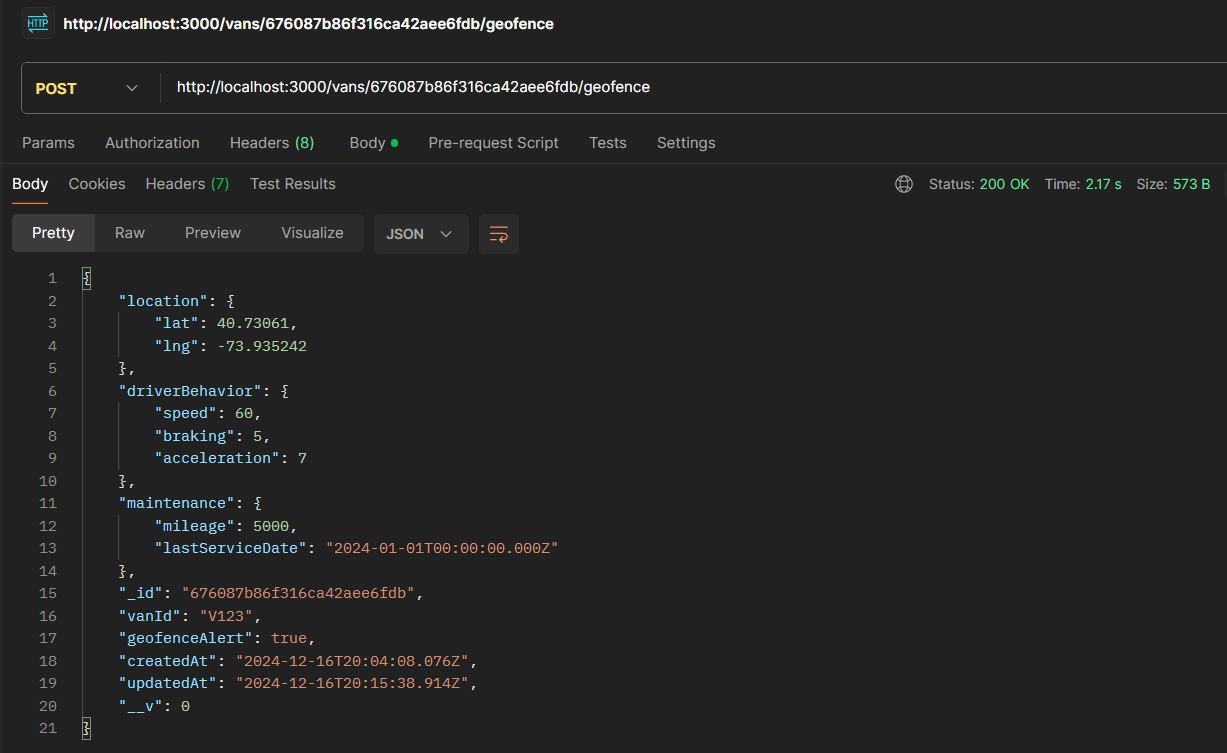 HTTP http://localhost:3000/vans/676087b86f316ca42aee6fdb/geofence
POST http://localhost:3000/vans/676087b86f316ca42aee6fdb/geofence
Params Authorization Headers (8) Body Pre-request Script Tests Settings
Body Cookies Headers (7) Test Results Status: 200 OK Time: 2.17 s Size: 573 B
Pretty Raw Preview Visualize JSON
1 {
2 "location": {
3 "lat": 40.73061,
4 "lng": -73.935242
5 },
6 "driverBehavior": {
7 "speed": 60,
8 "braking": 5,
9 "acceleration": 7
10 },
11 "maintenance": {
12 "mileage": 5000,
13 "lastServiceDate": "2024-01-01T00:00:00.000Z"
14 },
15 "_id": "676087b86f316ca42aee6fdb",
16 "vanId": "V123",
17 "geofenceAlert": true,
18 "createdAt": "2024-12-16T20:04:08.076Z",
19 "updatedAt": "2024-12-16T20:15:38.914Z",
20 "__v": 0
21 }